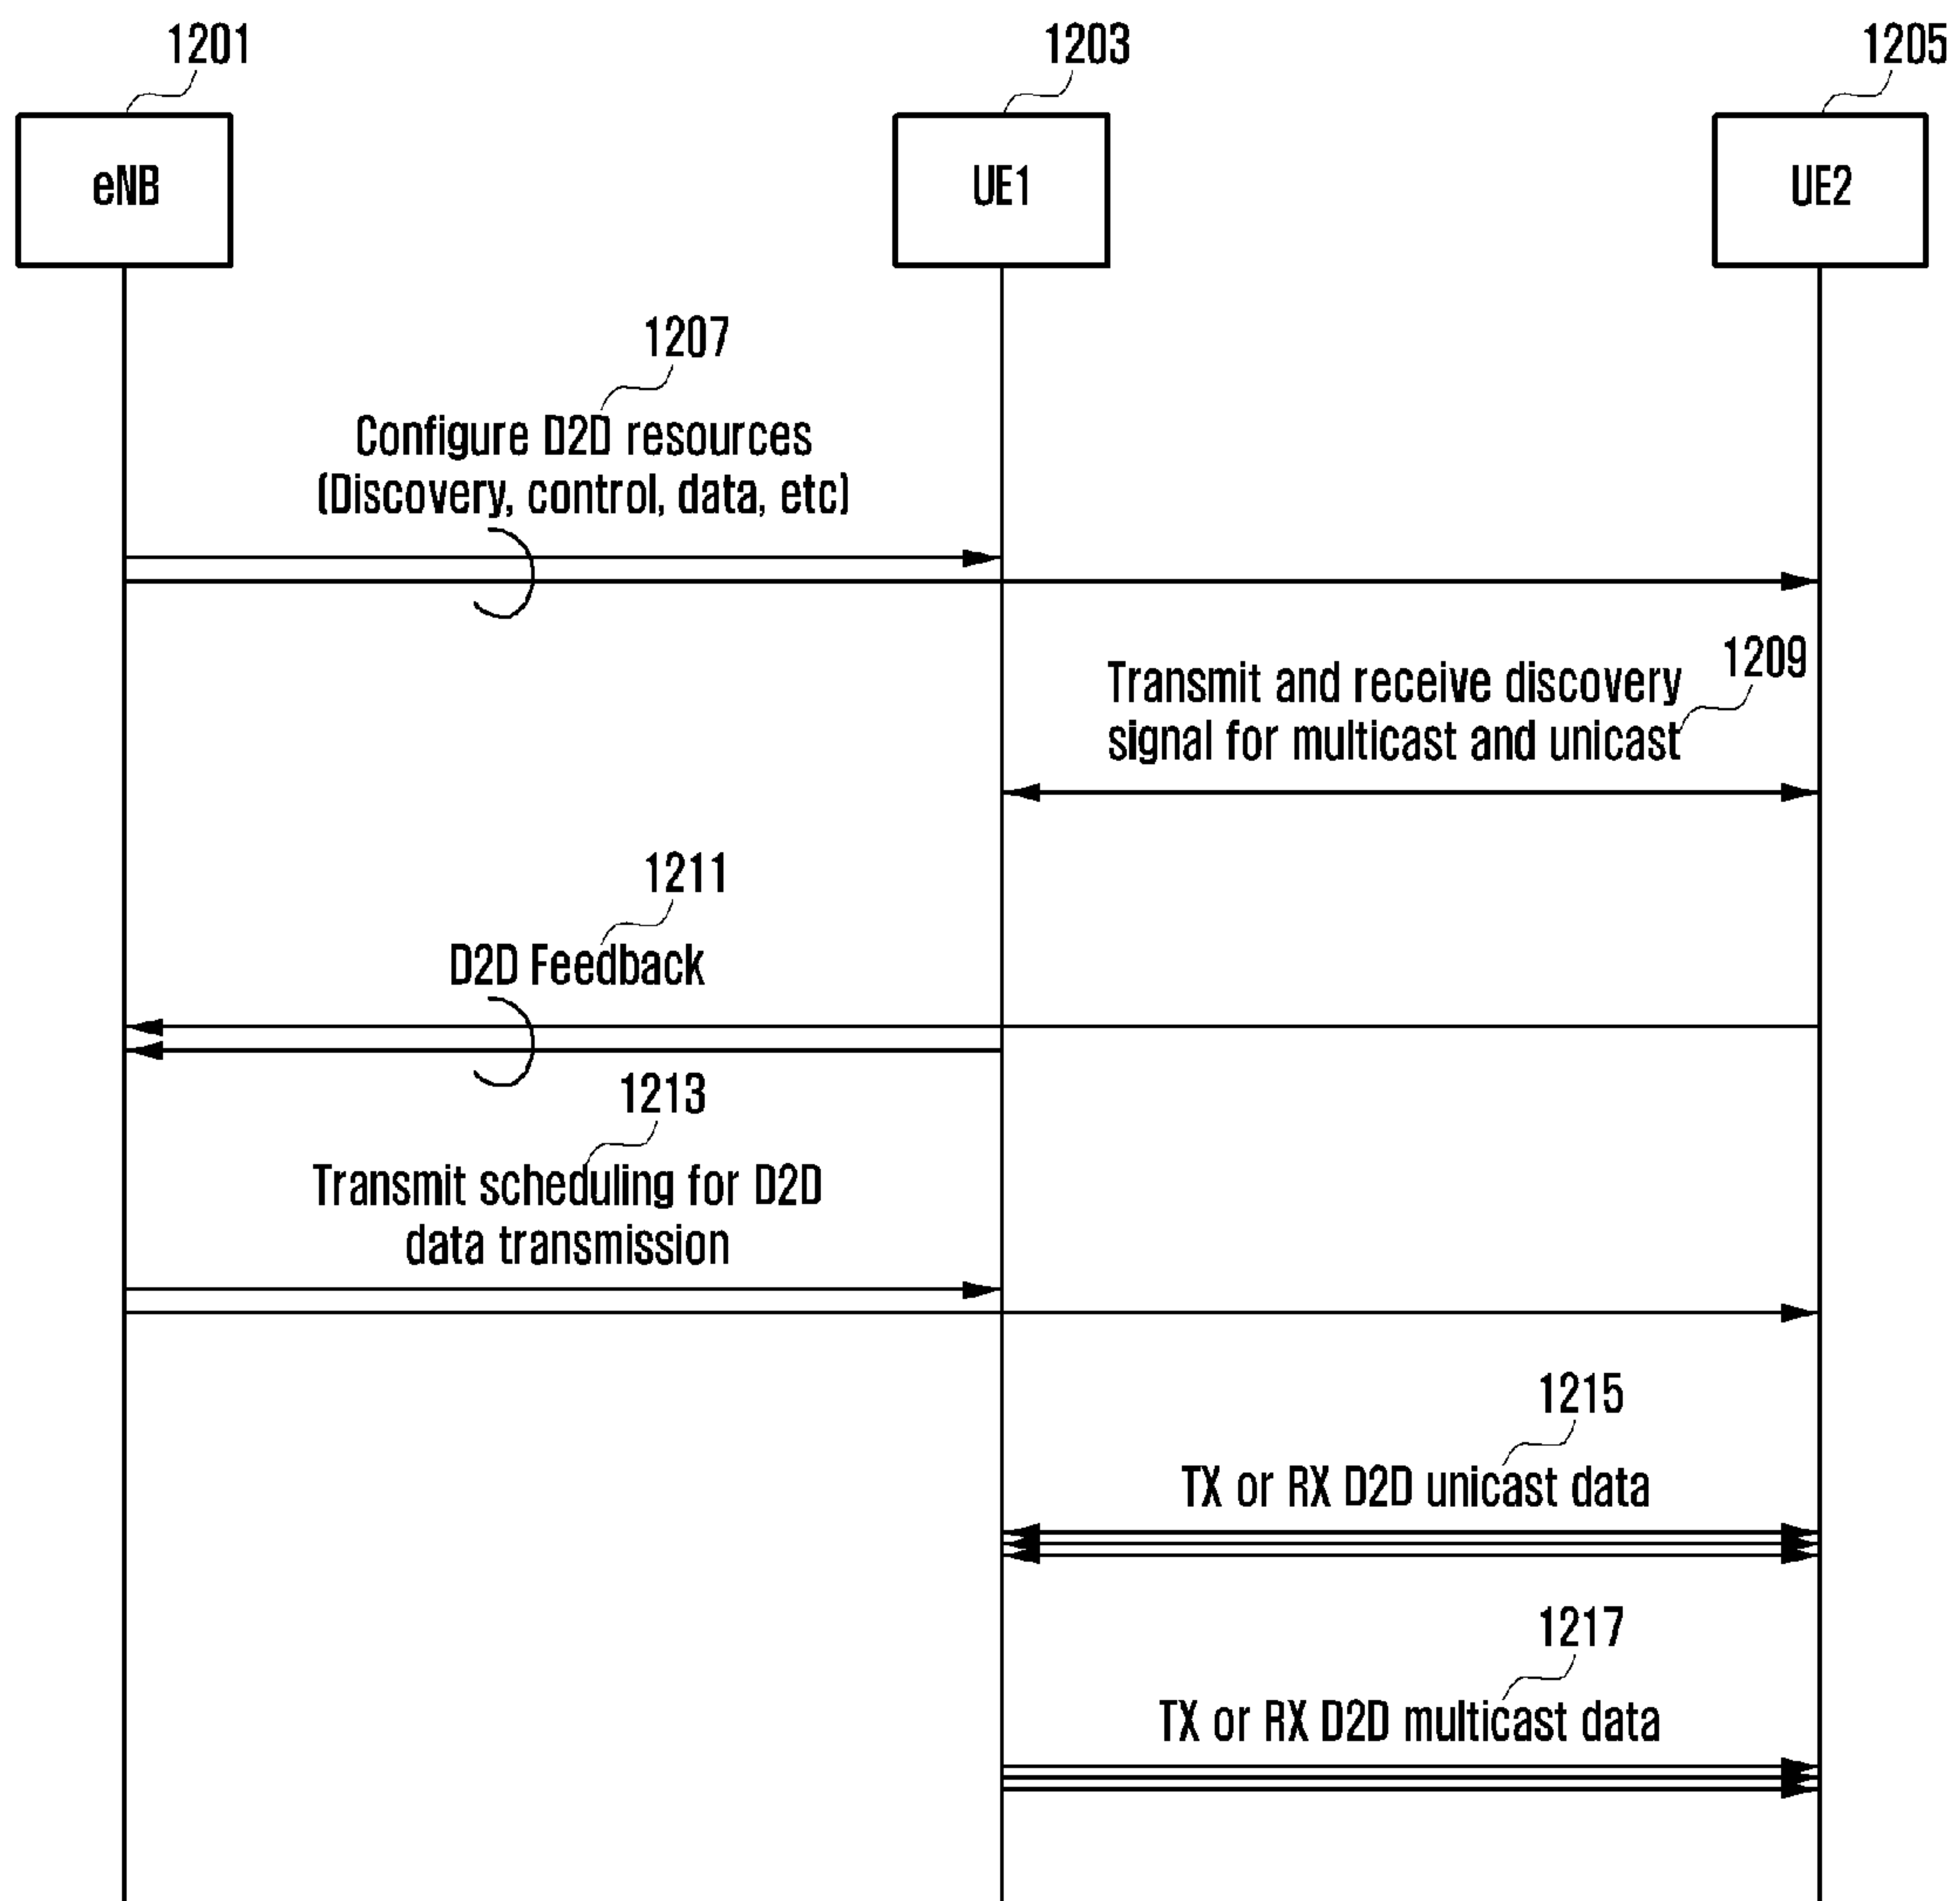 1201
1203
1205
eNB
UE1
UE2
1207
Configure D2D resources
(Discovery, control, data, etc)
1209
Transmit and receive discovery
signal for multicast and unicast
1211
D2D Feedback
1213
Transmit scheduling for D2D
data transmission
1215
TX or RX D2D unicast data
1217
TX or RX D2D multicast data